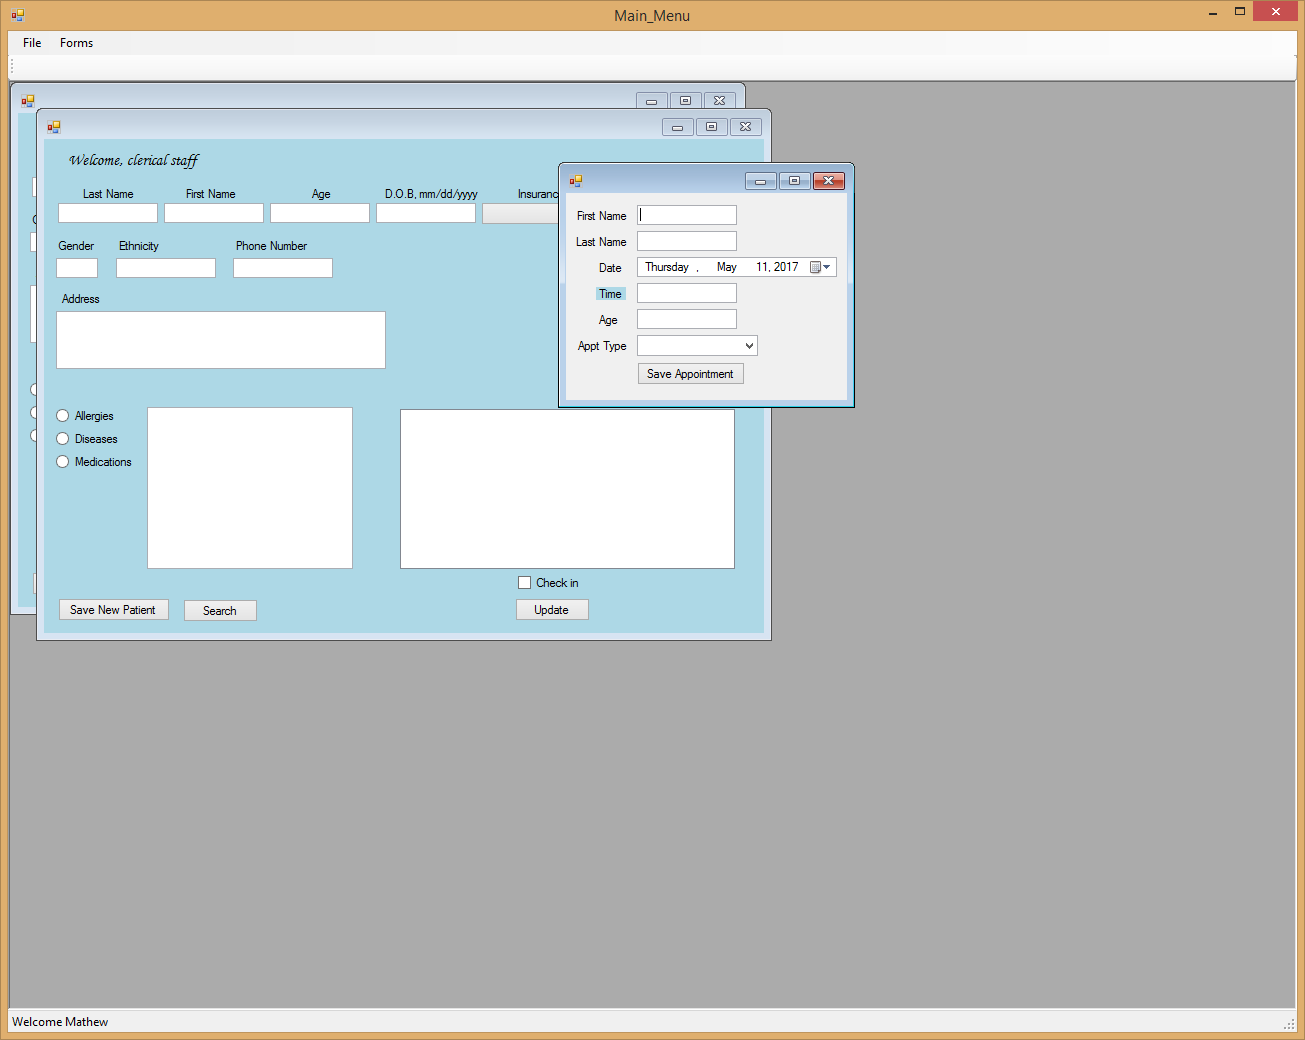 Main_Menu
File Forms
Welcome, clerical staff
Last Name First Name Age D.O.B, mm/dd/yyyy
Gender Ethnicity Phone Number
Address
Allergies
Diseases
Medications
Check in
Save New Patient Search Update
First Name
Last Name
Date Thursday , May 11, 2017
Time
Age
Appt Type
Save Appointment
Welcome Mathew